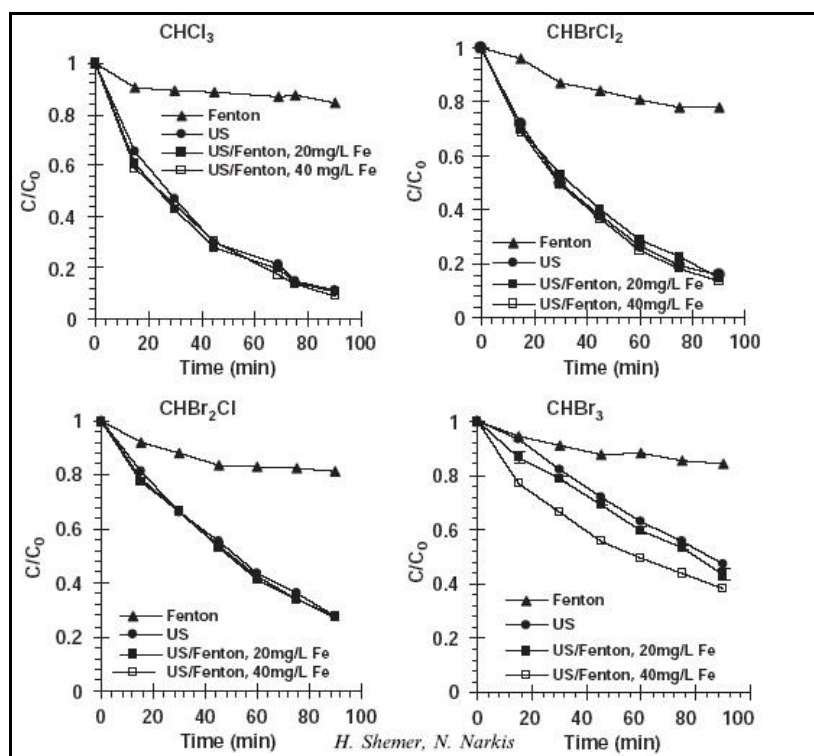 CHCl3
1
0.8
0.6
0.4
0.2
0
C/C0
Fenton
US
US/Fenton, 20mg/L Fe
US/Fenton, 40 mg/L Fe
0 20 40 60 80 100
Time (min)
CHBrCl2
1
0.8
0.6
0.4
0.2
0
C/C0
Fenton
US
US/Fenton, 20mg/L Fe
US/Fenton, 40mg/L Fe
0 20 40 60 80 100
Time (min)
CHBr2Cl
1
0.8
0.6
0.4
0.2
0
C/C0
Fenton
US
US/Fenton, 20mg/L Fe
US/Fenton, 40mg/L Fe
0 20 40 60 80 100
Time (min)
CHBr3
1
0.8
0.6
0.4
0.2
0
C/C0
Fenton
US
US/Fenton, 20mg/L Fe
US/Fenton, 40mg/L Fe
0 20 40 60 80 100
Time (min)
H. Shemer, N. Narkis